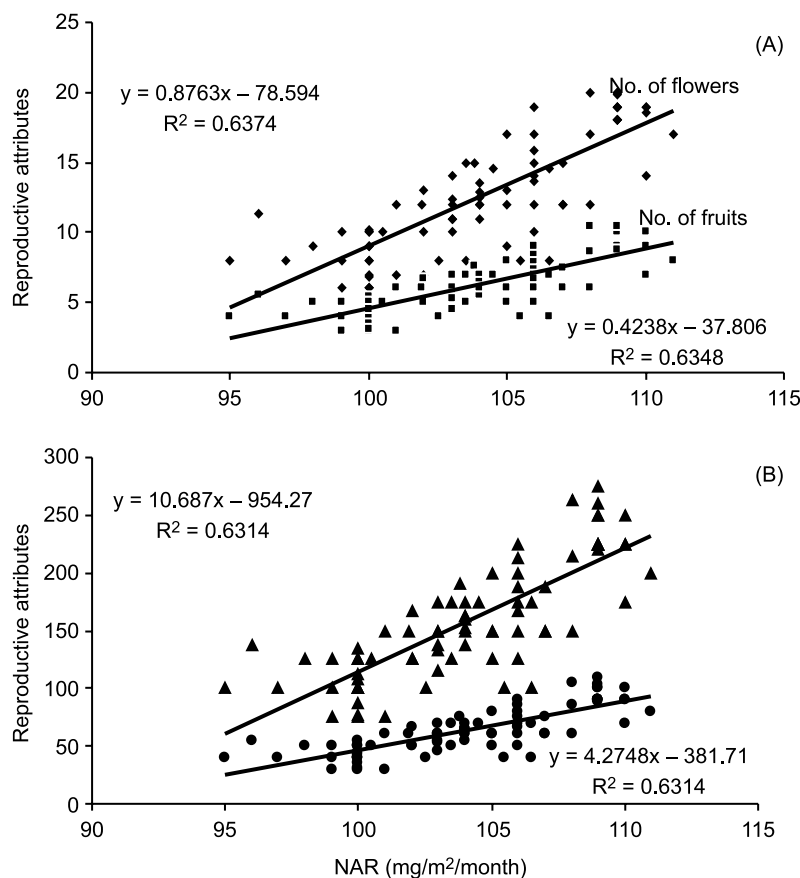 (A)
Reproductive attributes
25
20
15
10
5
0
y = 0.8763x – 78.594
R² = 0.6374
No. of flowers
No. of fruits
y = 0.4238x – 37.806
R² = 0.6348
90 95 100 105 110 115
(B)
Reproductive attributes
300
250
200
150
100
50
0
y = 10.687x – 954.27
R² = 0.6314
y = 4.2748x – 381.71
R² = 0.6314
90 95 100 105 110 115
NAR (mg/m²/month)